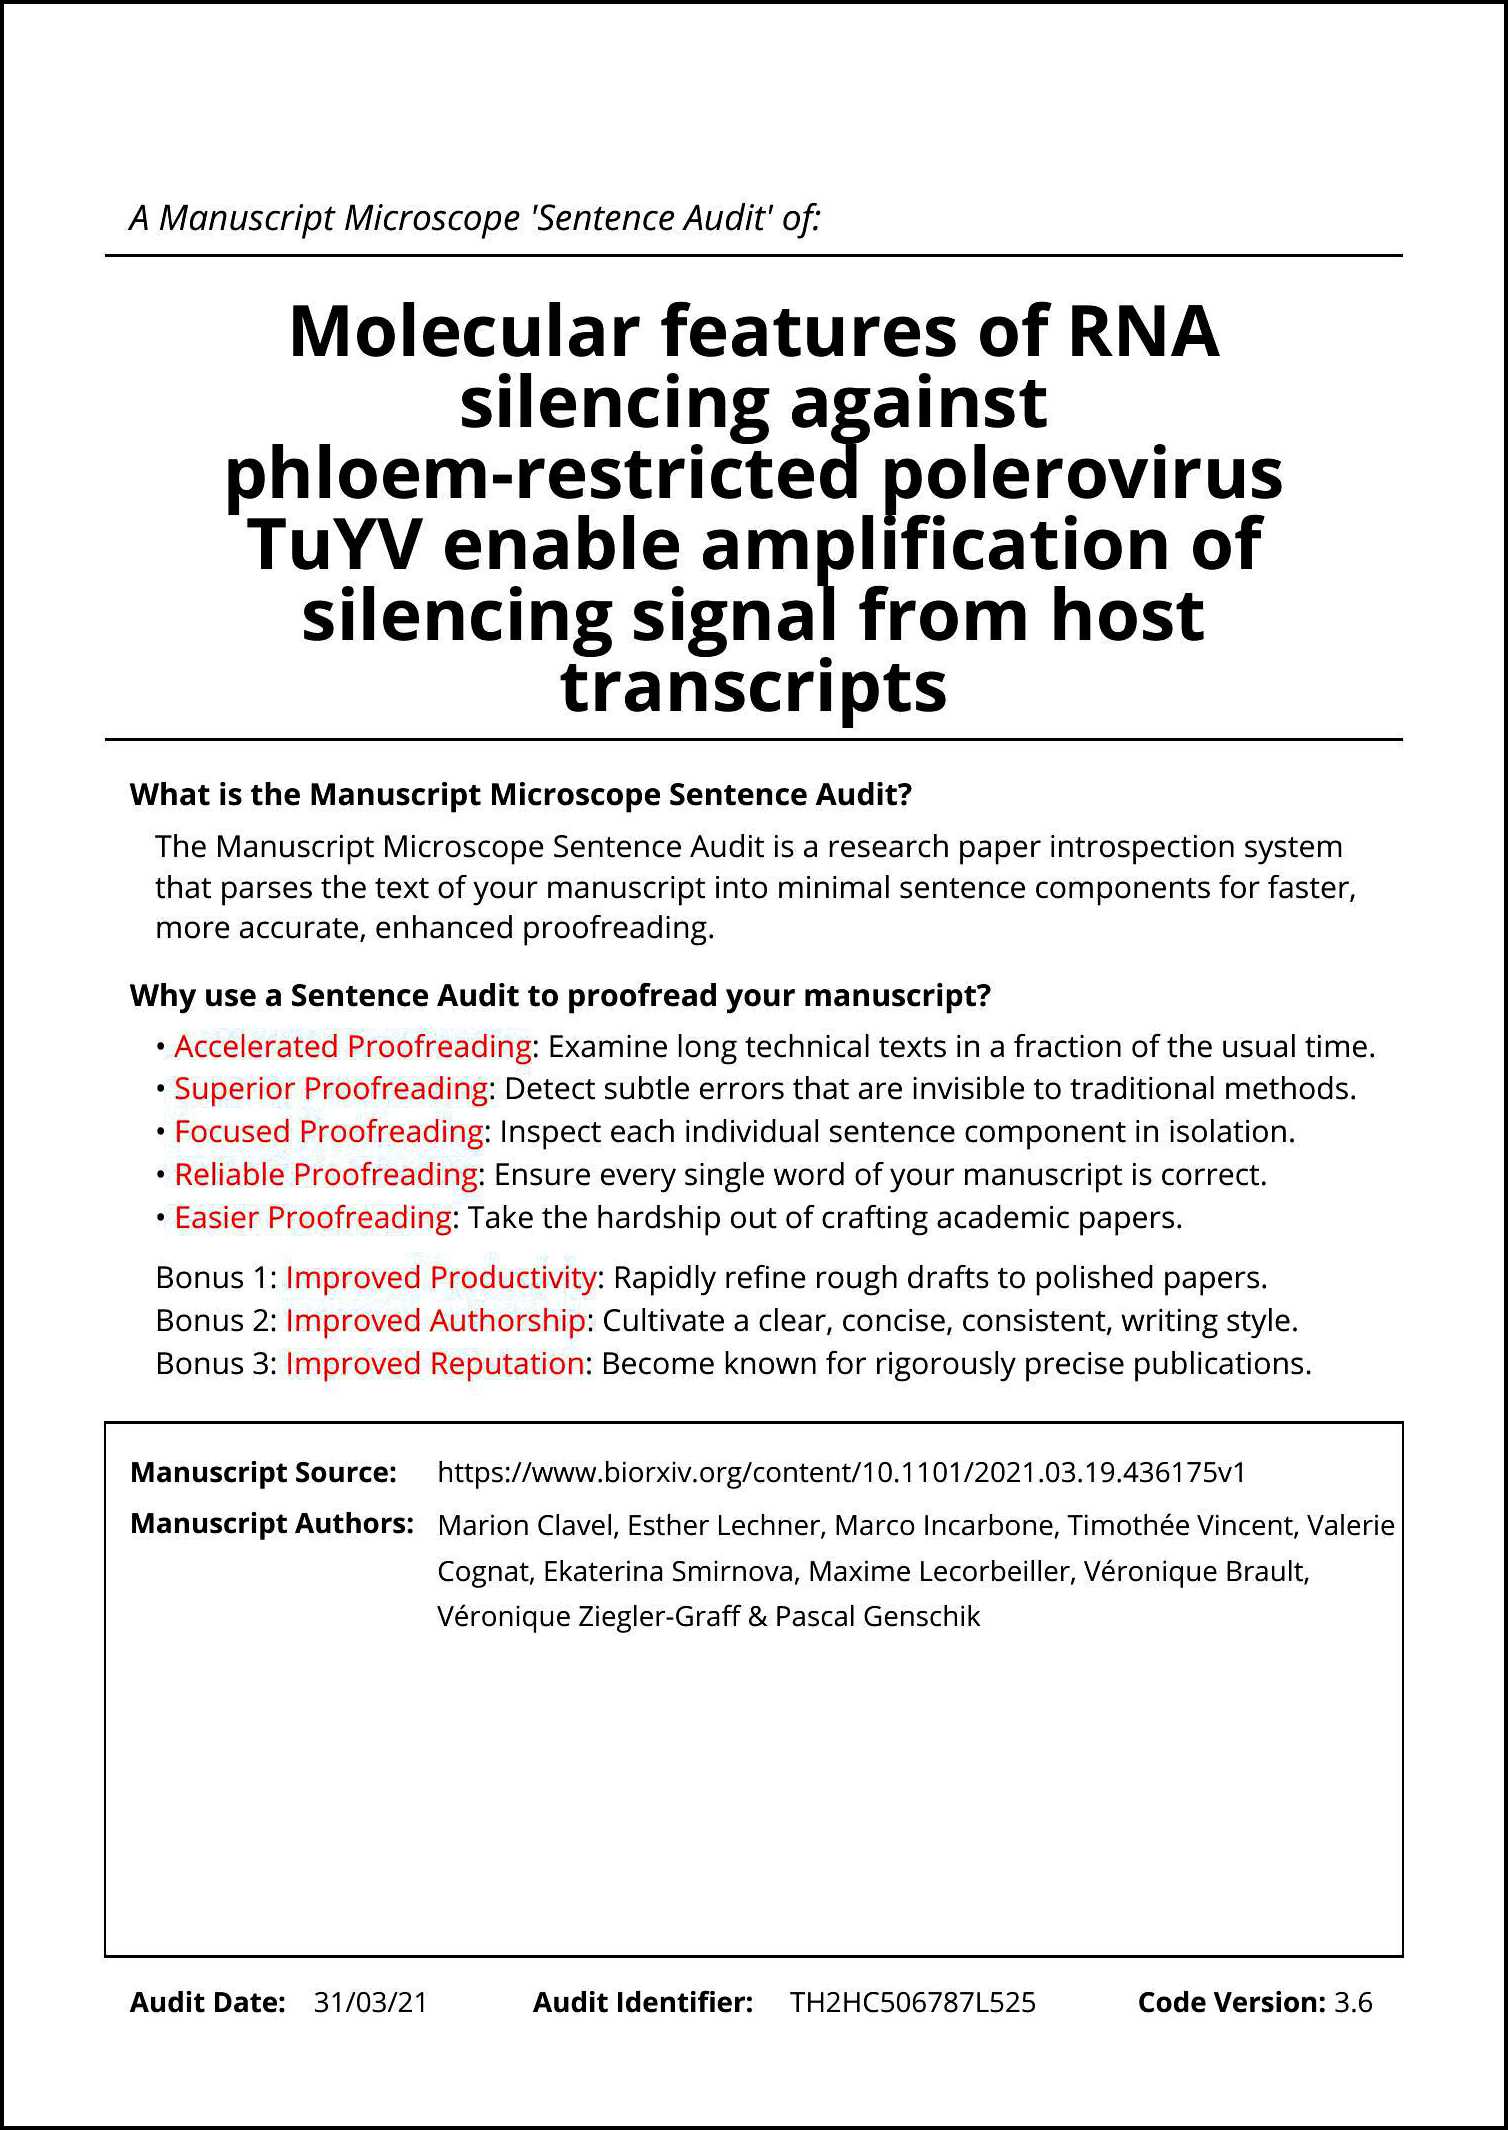 A Manuscript Microscope 'Sentence Audit' of:
Molecular features of RNA
silencing against
phloem-restricted polerovirus
TuYV enable amplification of
silencing signal from host
transcripts
What is the Manuscript Microscope Sentence Audit?
The Manuscript Microscope Sentence Audit is a research paper introspection system
that parses the text of your manuscript into minimal sentence components for faster,
more accurate, enhanced proofreading.
Why use a Sentence Audit to proofread your manuscript?
• Accelerated Proofreading: Examine long technical texts in a fraction of the usual time.
• Superior Proofreading: Detect subtle errors that are invisible to traditional methods.
• Focused Proofreading: Inspect each individual sentence component in isolation.
• Reliable Proofreading: Ensure every single word of your manuscript is correct.
• Easier Proofreading: Take the hardship out of crafting academic papers.
Bonus 1: Improved Productivity: Rapidly refine rough drafts to polished papers.
Bonus 2: Improved Authorship: Cultivate a clear, concise, consistent, writing style.
Bonus 3: Improved Reputation: Become known for rigorously precise publications.
Manuscript Source: https://www.biorxiv.org/content/10.1101/2021.03.19.436175v1
Manuscript Authors: Marion Clavel, Esther Lechner, Marco Incarbone, Timothée Vincent, Valerie
Cognat, Ekaterina Smirnova, Maxime Lecorbeiller, Véronique Brault,
Véronique Ziegler-Graff & Pascal Genschik
Audit Date: 31/03/21 Audit Identifier: TH2HC506787L525 Code Version: 3.6